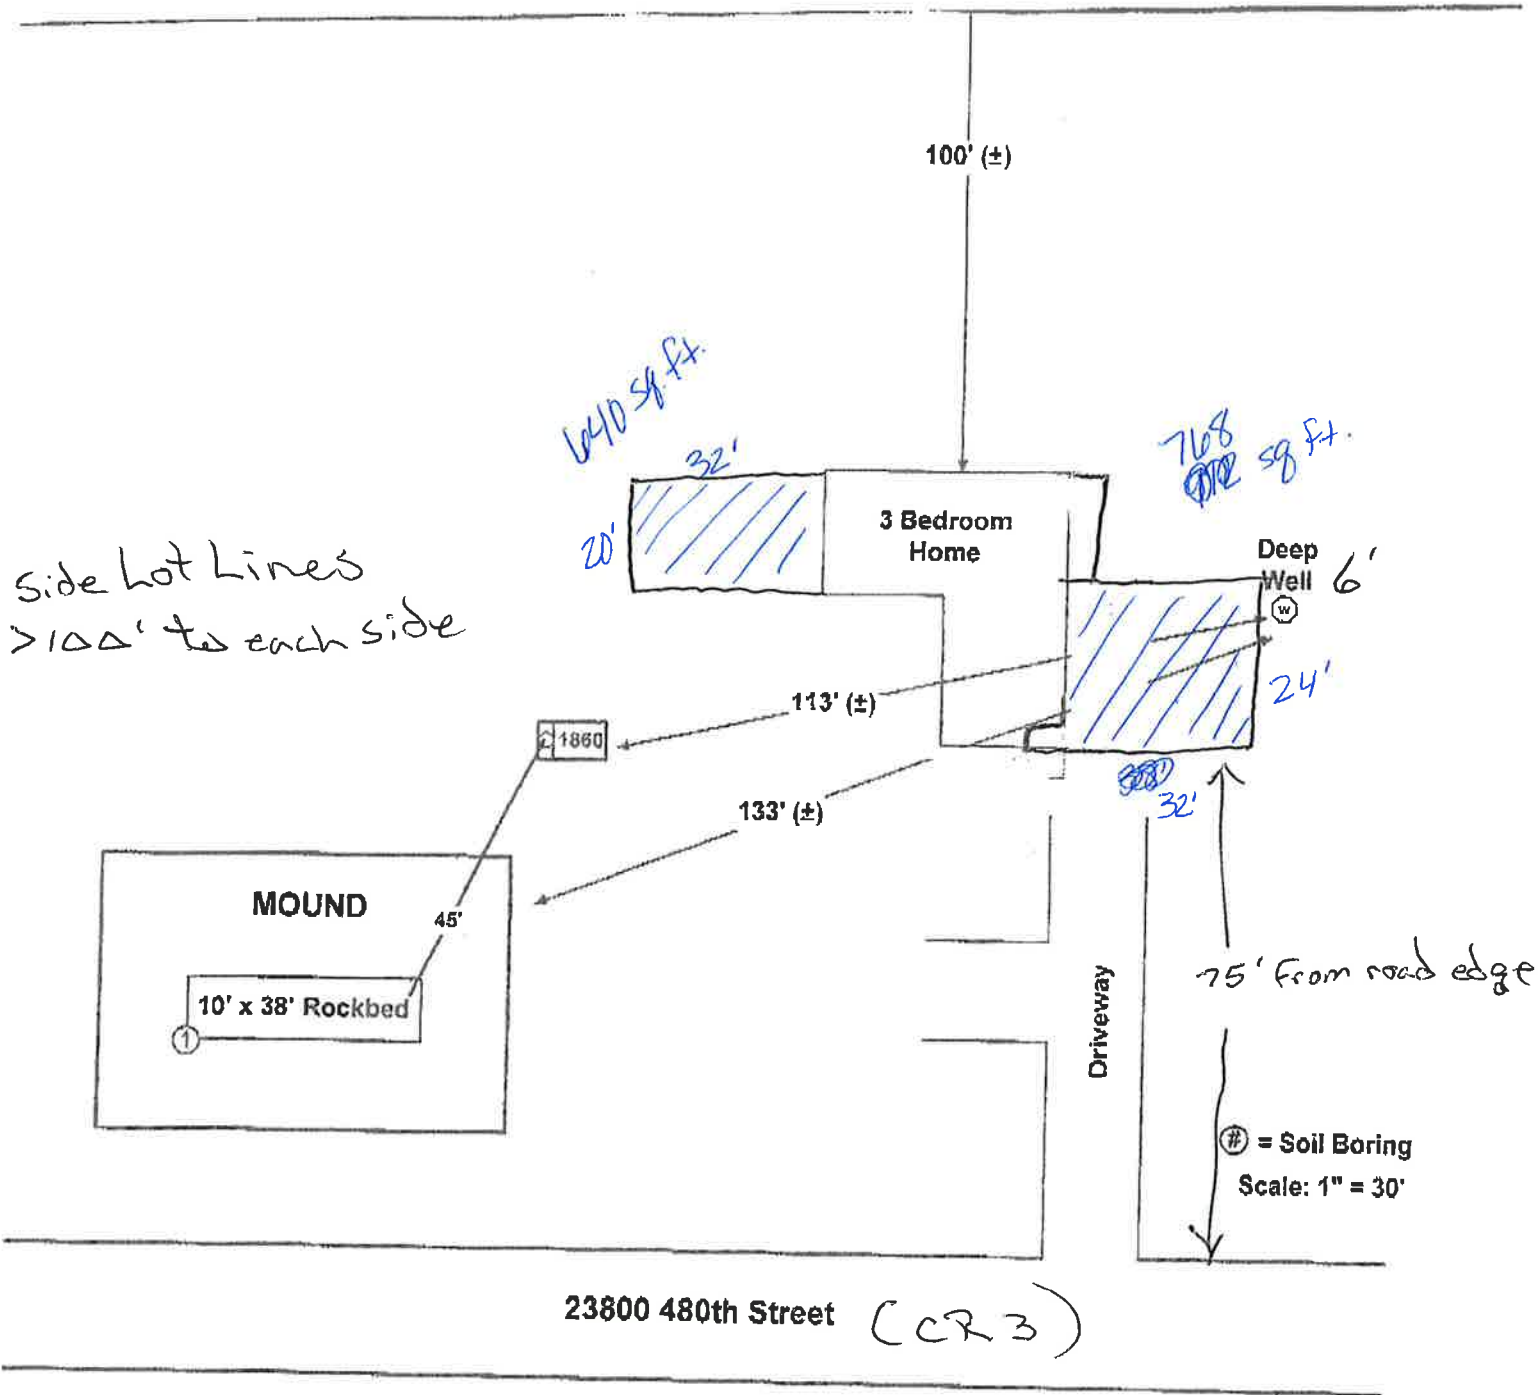 100' (±)
640 sq. ft.
32'
20'
768
sq ft.
3 Bedroom
Home
Deep
Well
6'
W
24'
Side Lot Lines
>100' to each side
113' (±)
1860
32'
133' (±)
MOUND
45'
10' x 38' Rockbed
1
Driveway
75' From road edge
# = Soil Boring
Scale: 1" = 30'
23800 480th Street (CR 3)